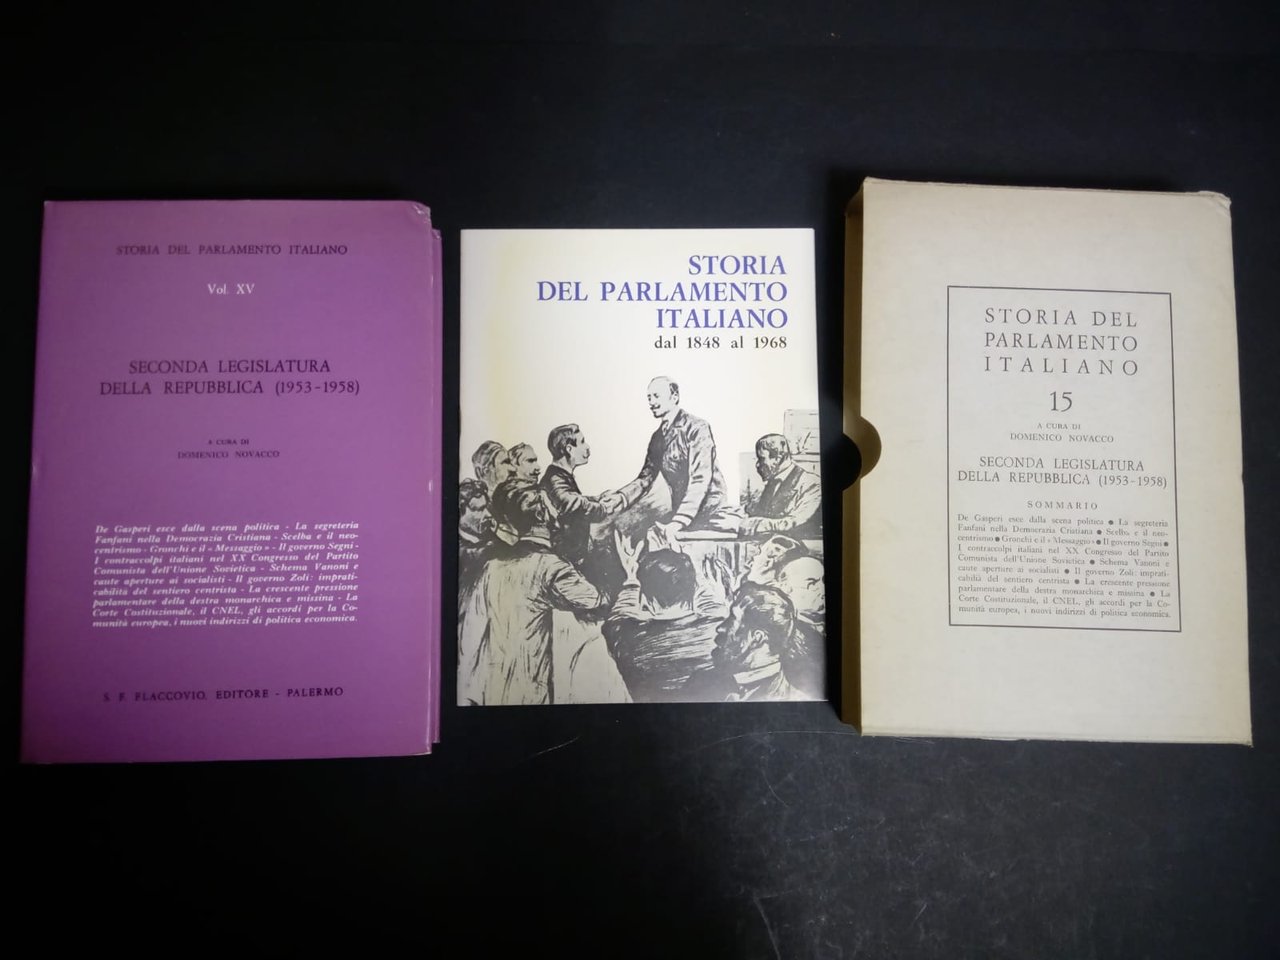 STORIA DEL PARLAMENTO ITALIANO
Vol. XV
SECONDA LEGISLATURA
DELLA REPUBBLICA (1953-1958)
A CURA DI
DOMENICO NOVACCO
De Gasperi esce dalla scena politica - La segreteria
Fanfani nella Democrazia Cristiana - Scelba e il neo-
centrismo - Gronchi e il « Messaggio » - Il governo Segni -
I contraccolpi italiani nel XX Congresso del Partito
Comunista dell'Unione Sovietica - Schema Vanoni e
caute aperture ai socialisti - Il governo Zoli: imprati-
cabilità del sentiero centrista - La crescente pressione
parlamentare della destra monarchica e missina - La
Corte Costituzionale, il CNEL, gli accordi per la Co-
munità europea, i nuovi indirizzi di politica economica.
S. F. FLACCOVIO, EDITORE - PALERMO
STORIA
DEL PARLAMENTO
ITALIANO
dal 1848 al 1968
STORIA DEL
PARLAMENTO
ITALIANO
15
A CURA DI
DOMENICO NOVACCO
SECONDA LEGISLATURA
DELLA REPUBBLICA (1953-1958)
SOMMARIO
De Gasperi esce dalla scena politica ● La segreteria
Fanfani nella Democrazia Cristiana ● Scelba e il neo-
centrismo ● Gronchi e il « Messaggio » ● Il governo Segni ●
I contraccolpi italiani nel XX Congresso del Partito
Comunista dell'Unione Sovietica ● Schema Vanoni e
caute aperture ai socialisti ● Il governo Zoli: imprati-
cabilità del sentiero centrista ● La crescente pressione
parlamentare della destra monarchica e missina ● La
Corte Costituzionale, il CNEL, gli accordi per la Co-
munità europea, i nuovi indirizzi di politica economica.